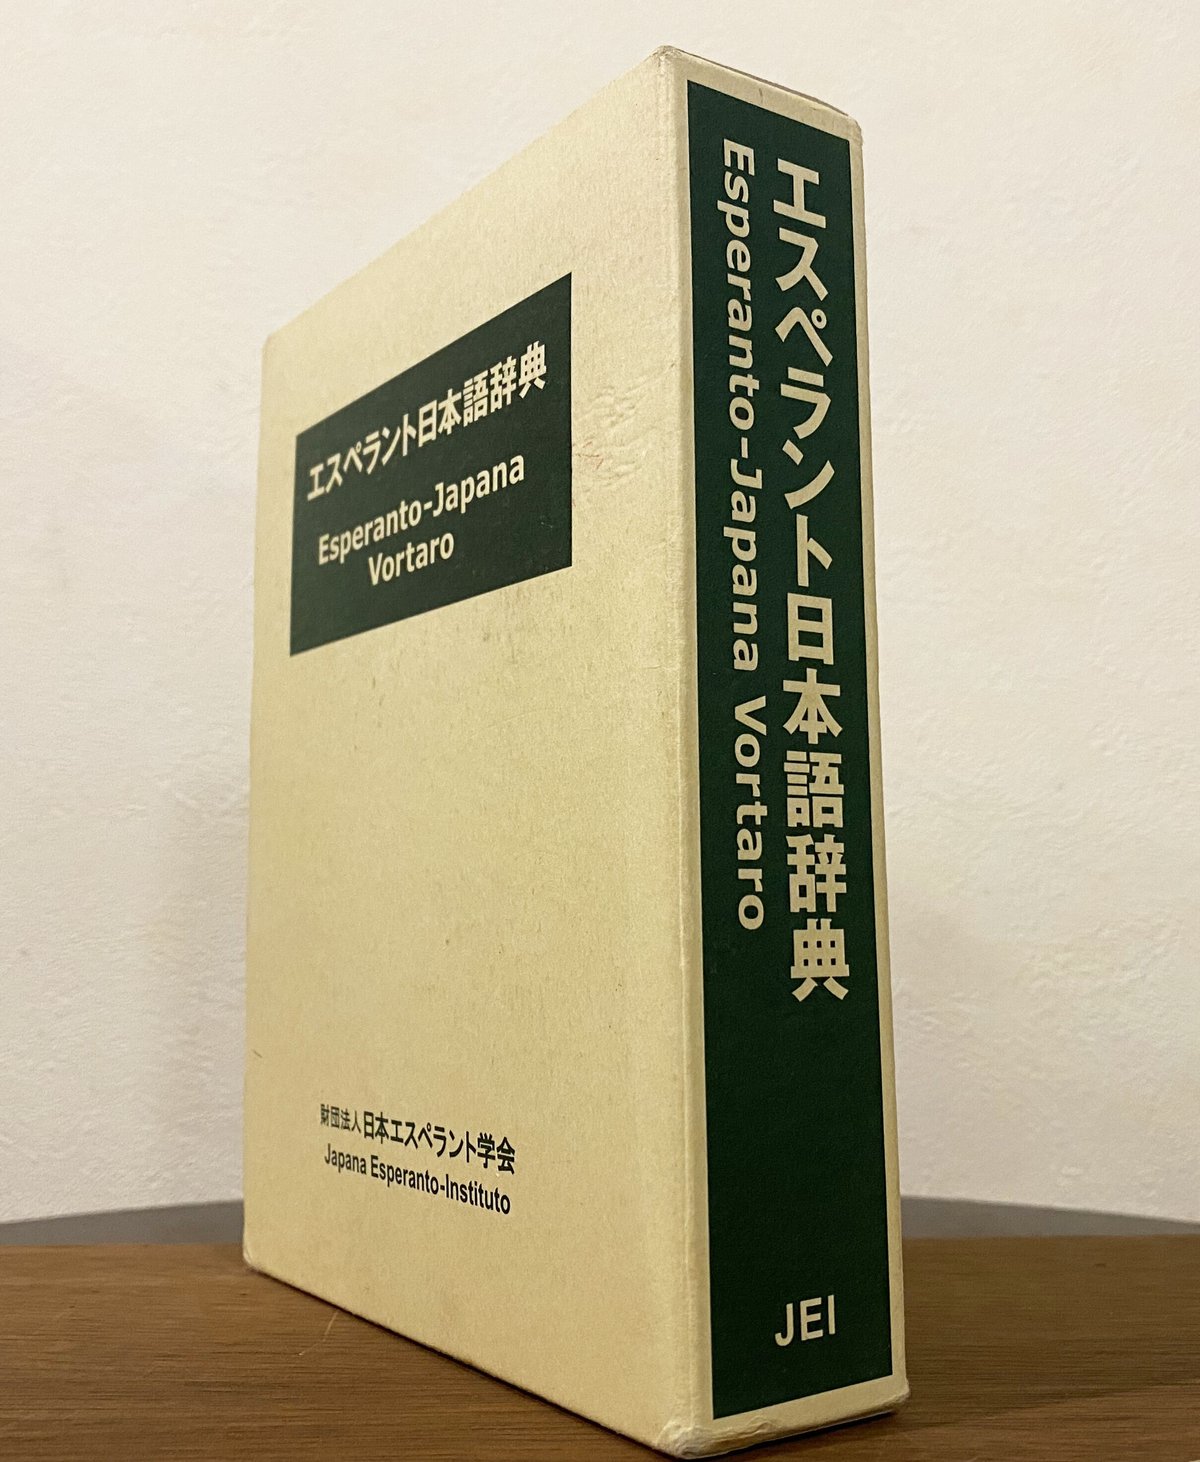 エスペラント日本語辞典
Esperanto-Japana
Vortaro
財団法人日本エスペラント学会
Japana Esperanto-Instituto
エスペラント日本語辞典
Esperanto-Japana Vortaro
JEI